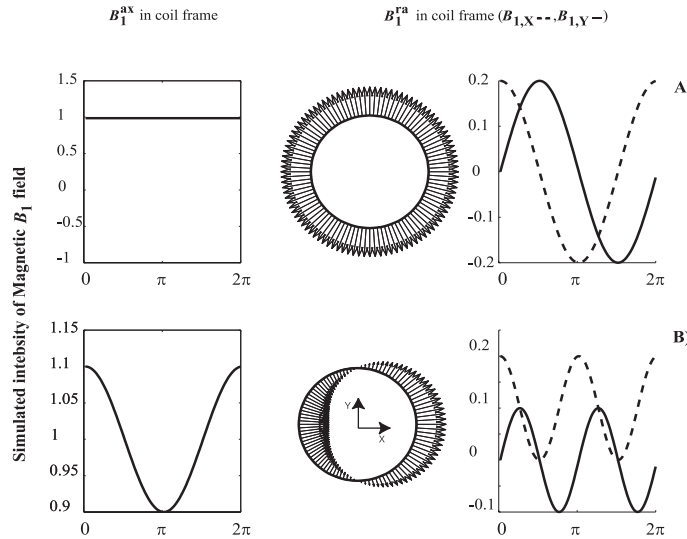 B₁ᵃˣ in coil frame
B₁ʳᵃ in coil frame (B₁,X - - ,B₁,Y —)
Simulated intebsity of Magnetic B₁ field
1.5
1
0.5
0
-0.5
-1
0 π 2π
0.2
0.1
0
-0.1
-0.2
0 π 2π
A
1.15
1.1
1.05
1
0.95
0.9
0 π 2π
Y
X
0.2
0.1
0
-0.1
0 π 2π
B)